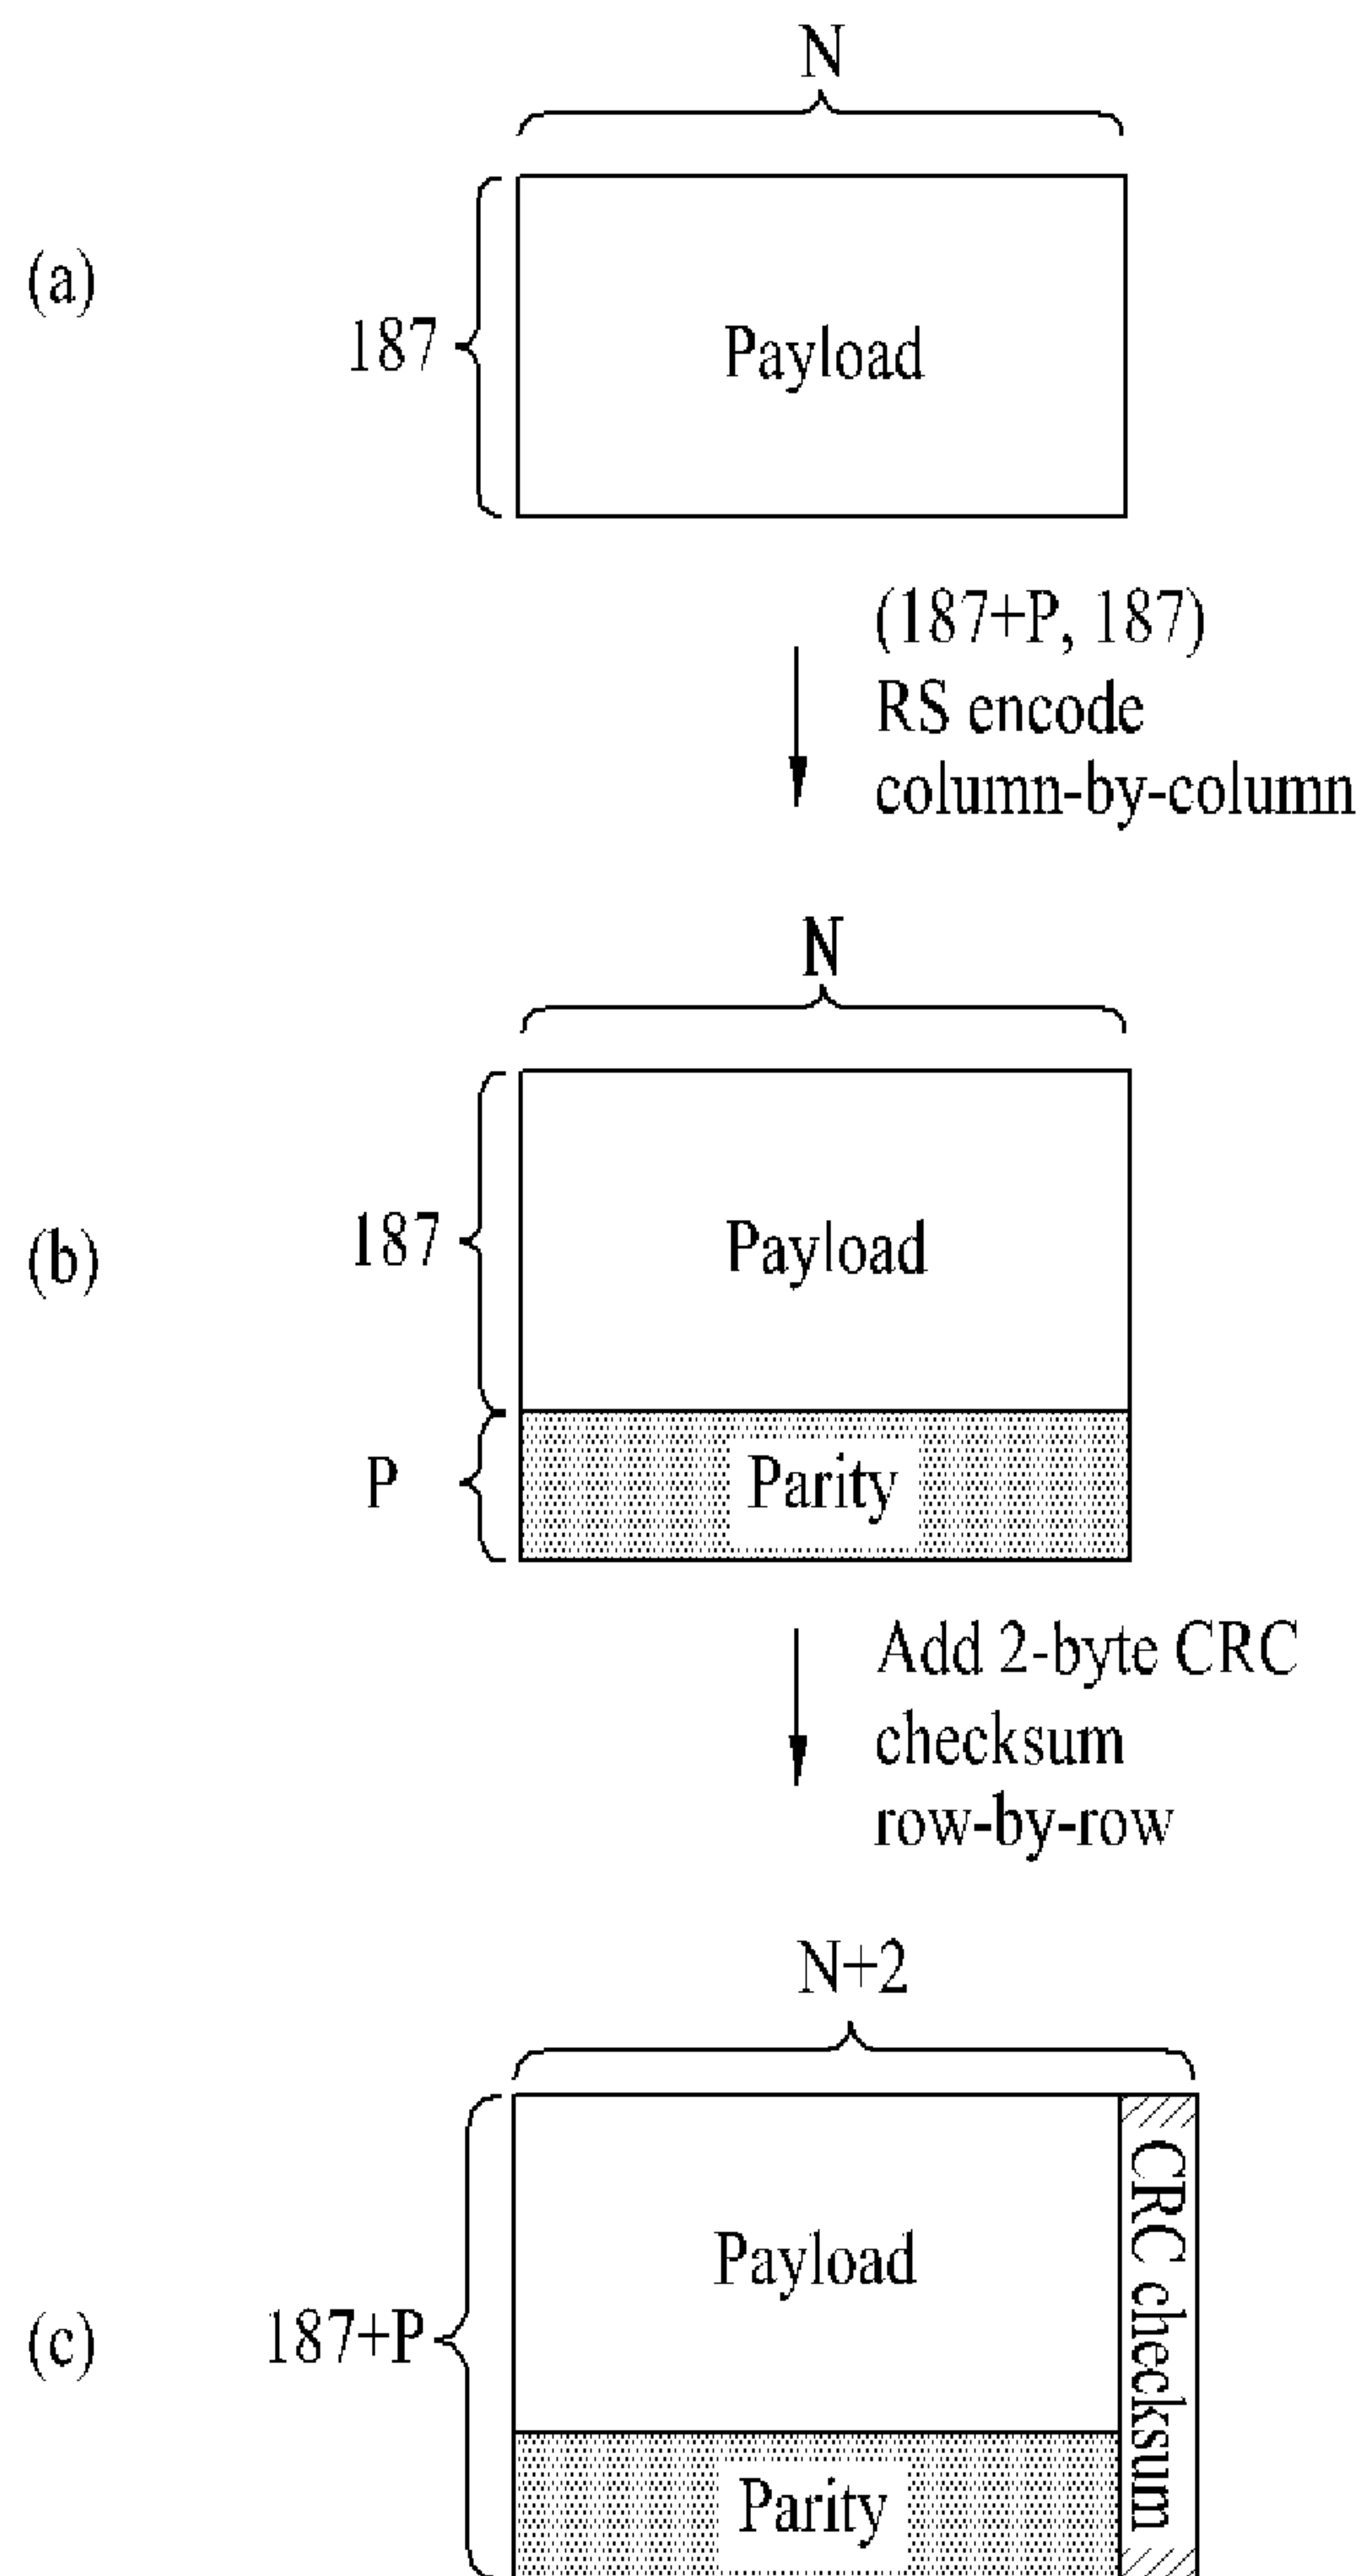 N
(a)
187
Payload
(187+P, 187)
RS encode
column-by-column
N
(b)
187
Payload
P
Parity
Add 2-byte CRC
checksum
row-by-row
N+2
(c)
187+P
Payload
CRC checksum
Parity